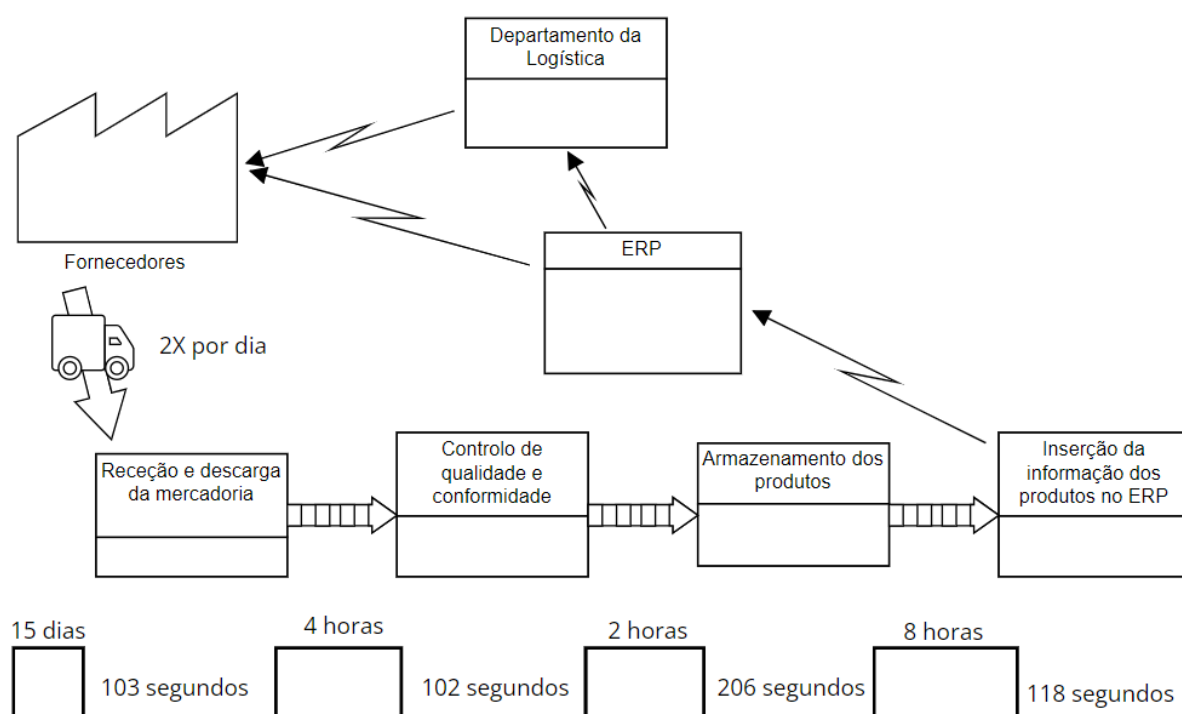 Departamento da
Logística
Fornecedores
ERP
2X por dia
Receção e descarga
da mercadoria
Controlo de
qualidade e
conformidade
Armazenamento dos
produtos
Inserção da
informação dos
produtos no ERP
15 dias
4 horas
2 horas
8 horas
103 segundos
102 segundos
206 segundos
118 segundos